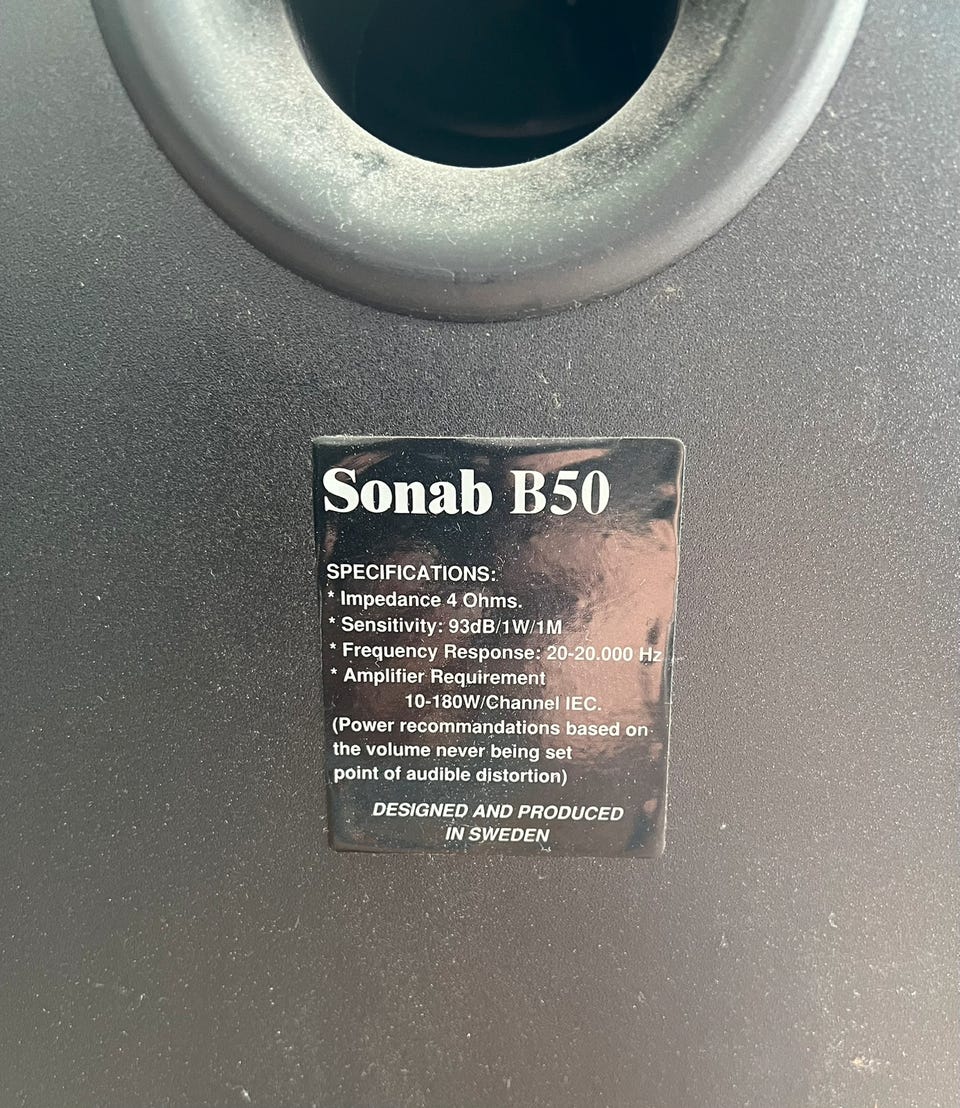 Sonab B50
SPECIFICATIONS:
* Impedance 4 Ohms.
* Sensitivity: 93dB/1W/1M
* Frequency Response: 20-20.000 Hz
* Amplifier Requirement
10-180W/Channel IEC.
(Power recommandations based on
the volume never being set
point of audible distortion)
DESIGNED AND PRODUCED
IN SWEDEN